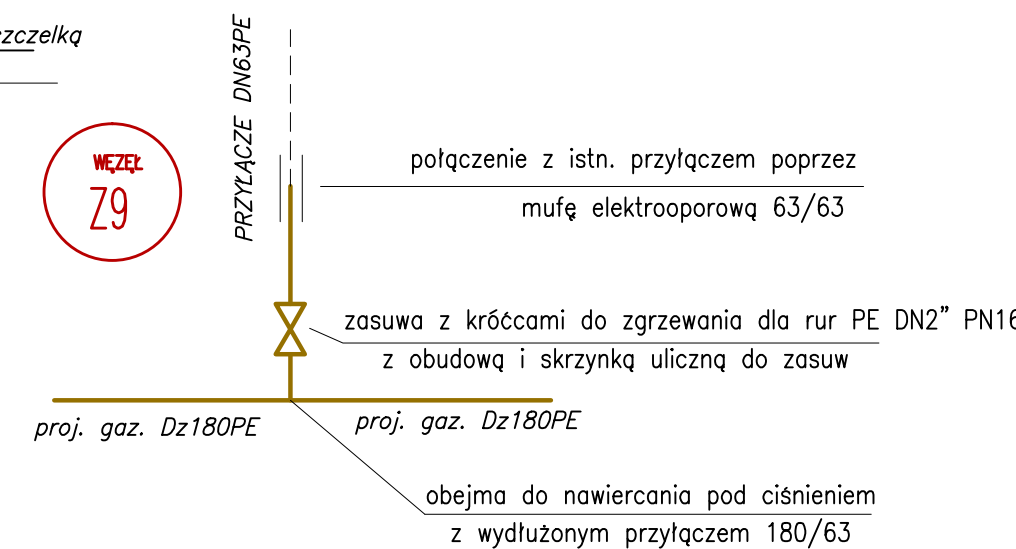 PRZYŁĄCZE DN63PE
WĘZEŁ
Z9
połączenie z istn. przyłączem poprzez
mufę elektrooporową 63/63
zasuwa z króćcami do zgrzewania dla rur PE DN2” PN16
z obudową i skrzynką uliczną do zasuw
proj. gaz. Dz180PE
proj. gaz. Dz180PE
obejma do nawiercania pod ciśnieniem
z wydłużonym przyłączem 180/63